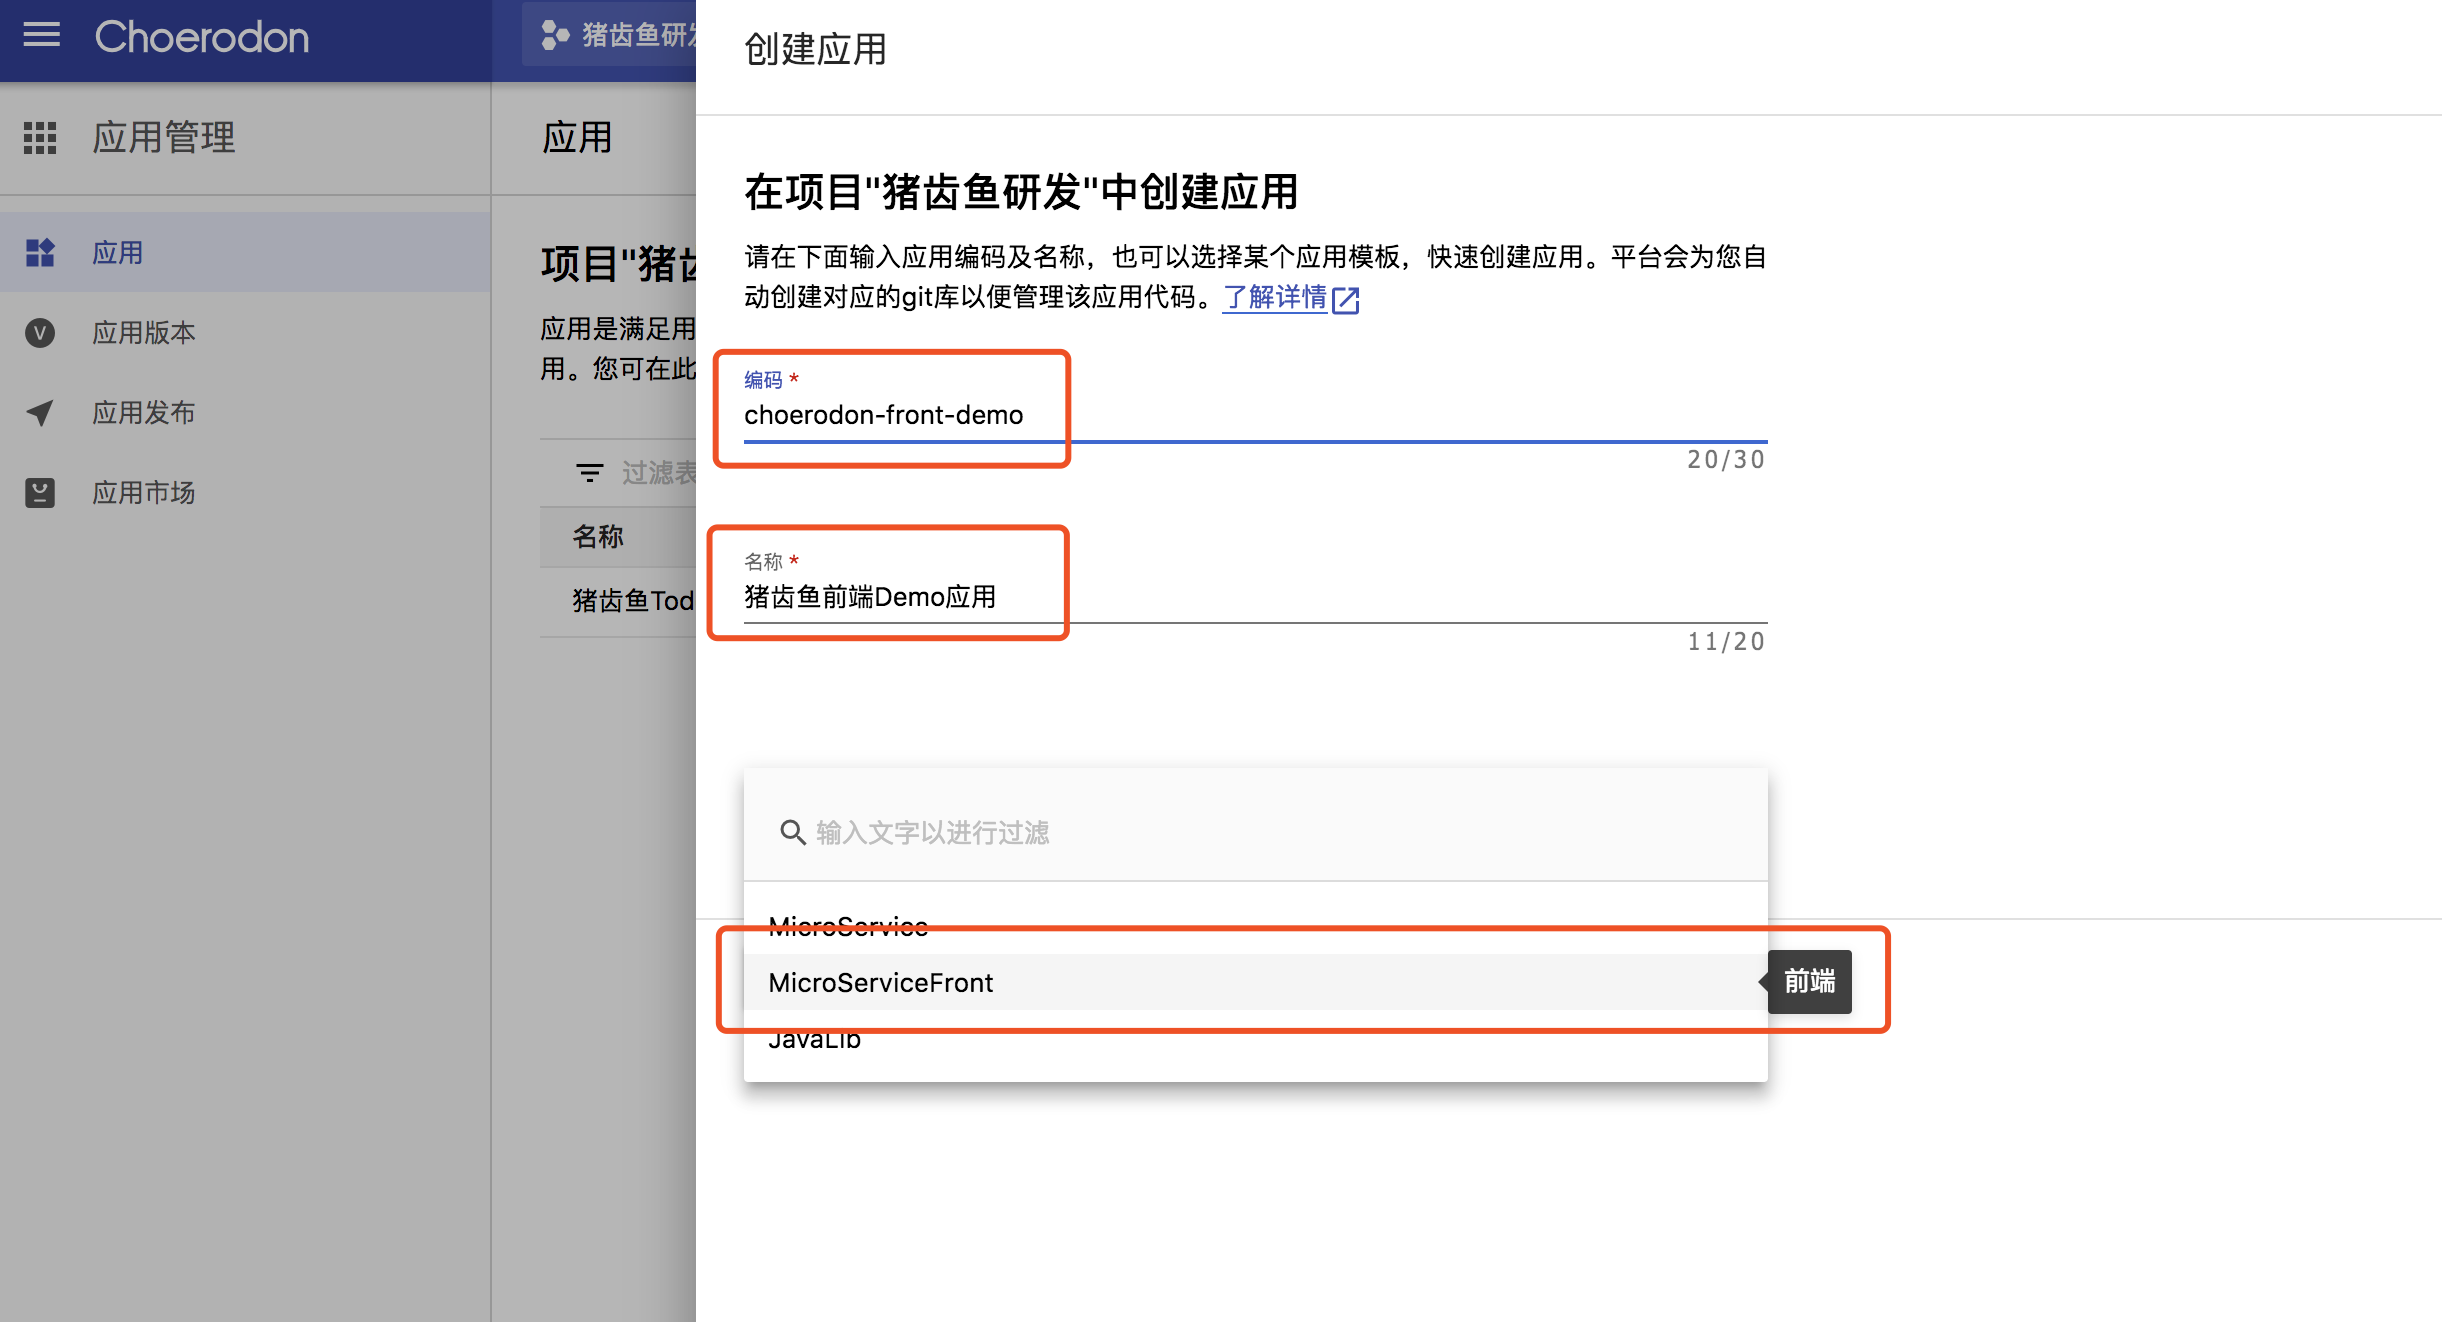 Choerodon
猪齿鱼研发
应用管理
应用
应用版本
应用发布
应用市场
应用
项目"猪齿
应用是满足用
用。您可在此
过滤表
名称
猪齿鱼Tod
创建应用
在项目"猪齿鱼研发"中创建应用
请在下面输入应用编码及名称，也可以选择某个应用模板，快速创建应用。平台会为您自
动创建对应的git库以便管理该应用代码。了解详情
编码 *
choerodon-front-demo
20/30
名称 *
猪齿鱼前端Demo应用
11/20
输入文字以进行过滤
MicroService
MicroServiceFront
前端
JavaLib